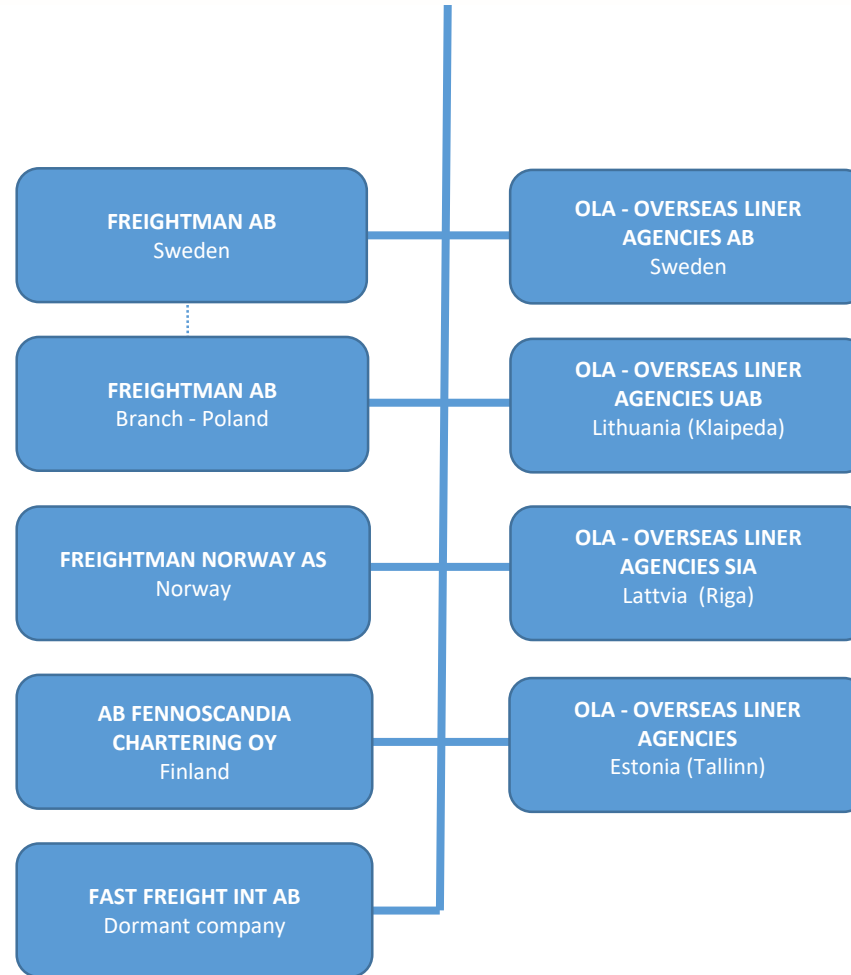 FREIGHTMAN AB
Sweden
OLA - OVERSEAS LINER
AGENCIES AB
Sweden
FREIGHTMAN AB
Branch - Poland
OLA - OVERSEAS LINER
AGENCIES UAB
Lithuania (Klaipeda)
FREIGHTMAN NORWAY AS
Norway
OLA - OVERSEAS LINER
AGENCIES SIA
Lattvia  (Riga)
AB FENNOSCANDIA
CHARTERING OY
Finland
OLA - OVERSEAS LINER
AGENCIES
Estonia (Tallinn)
FAST FREIGHT INT AB
Dormant company